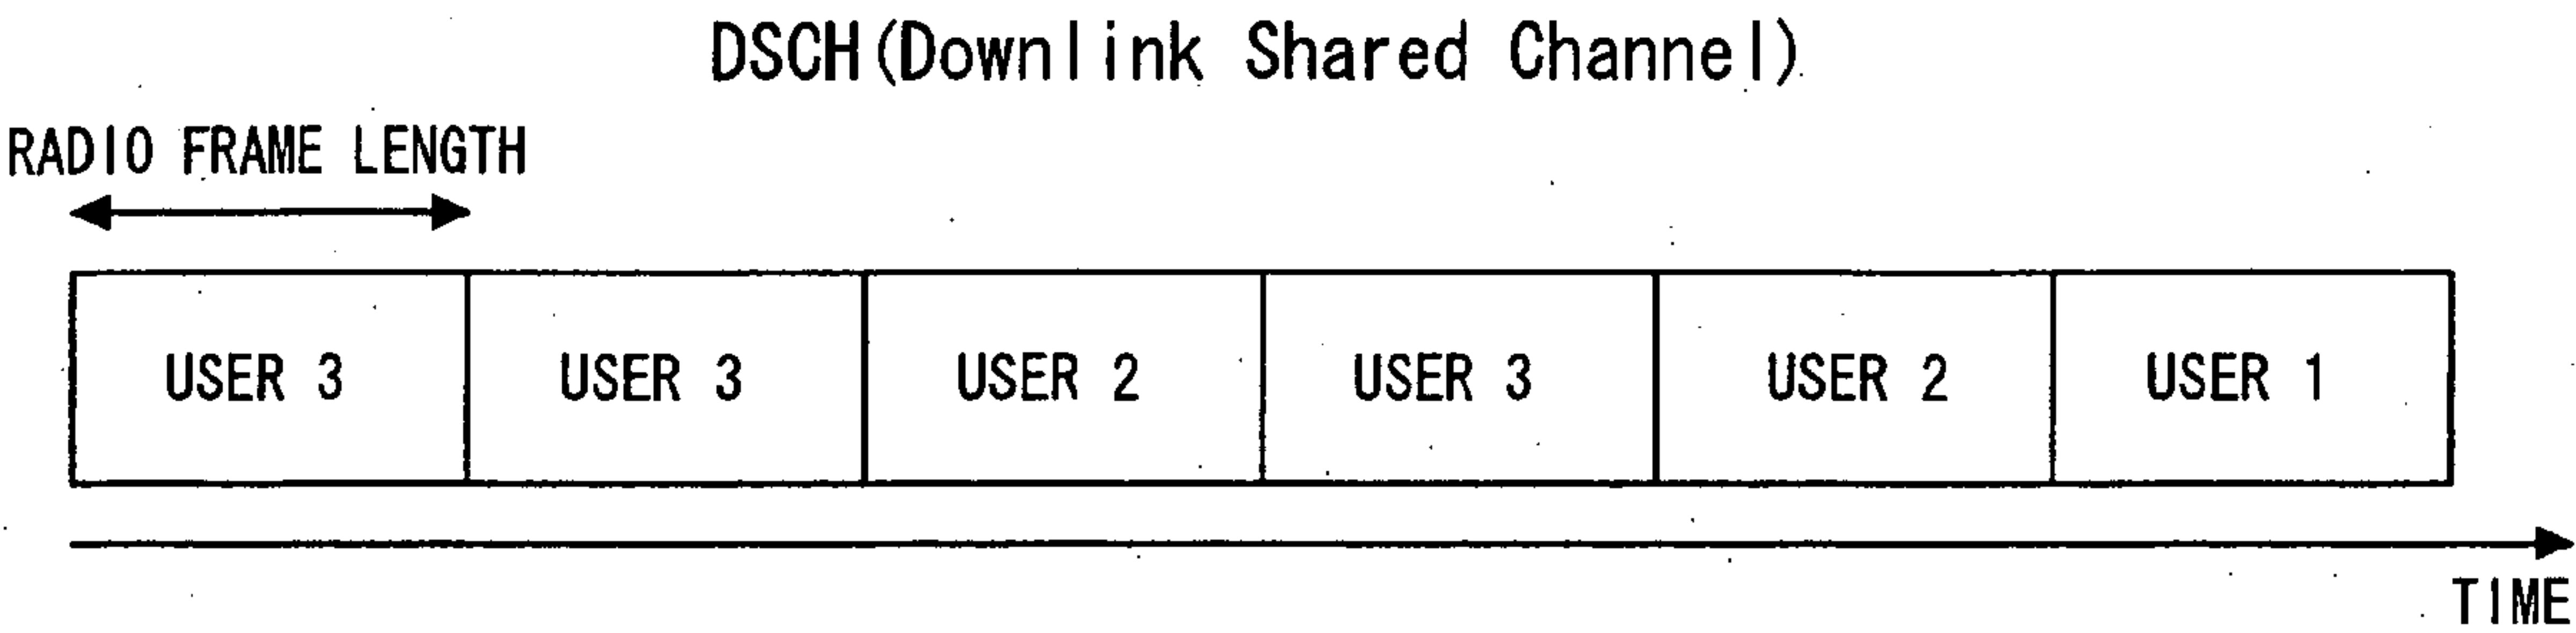 DSCH(Downlink Shared Channel)
RADIO FRAME LENGTH
USER 3 USER 3 USER 2 USER 3 USER 2 USER 1
TIME